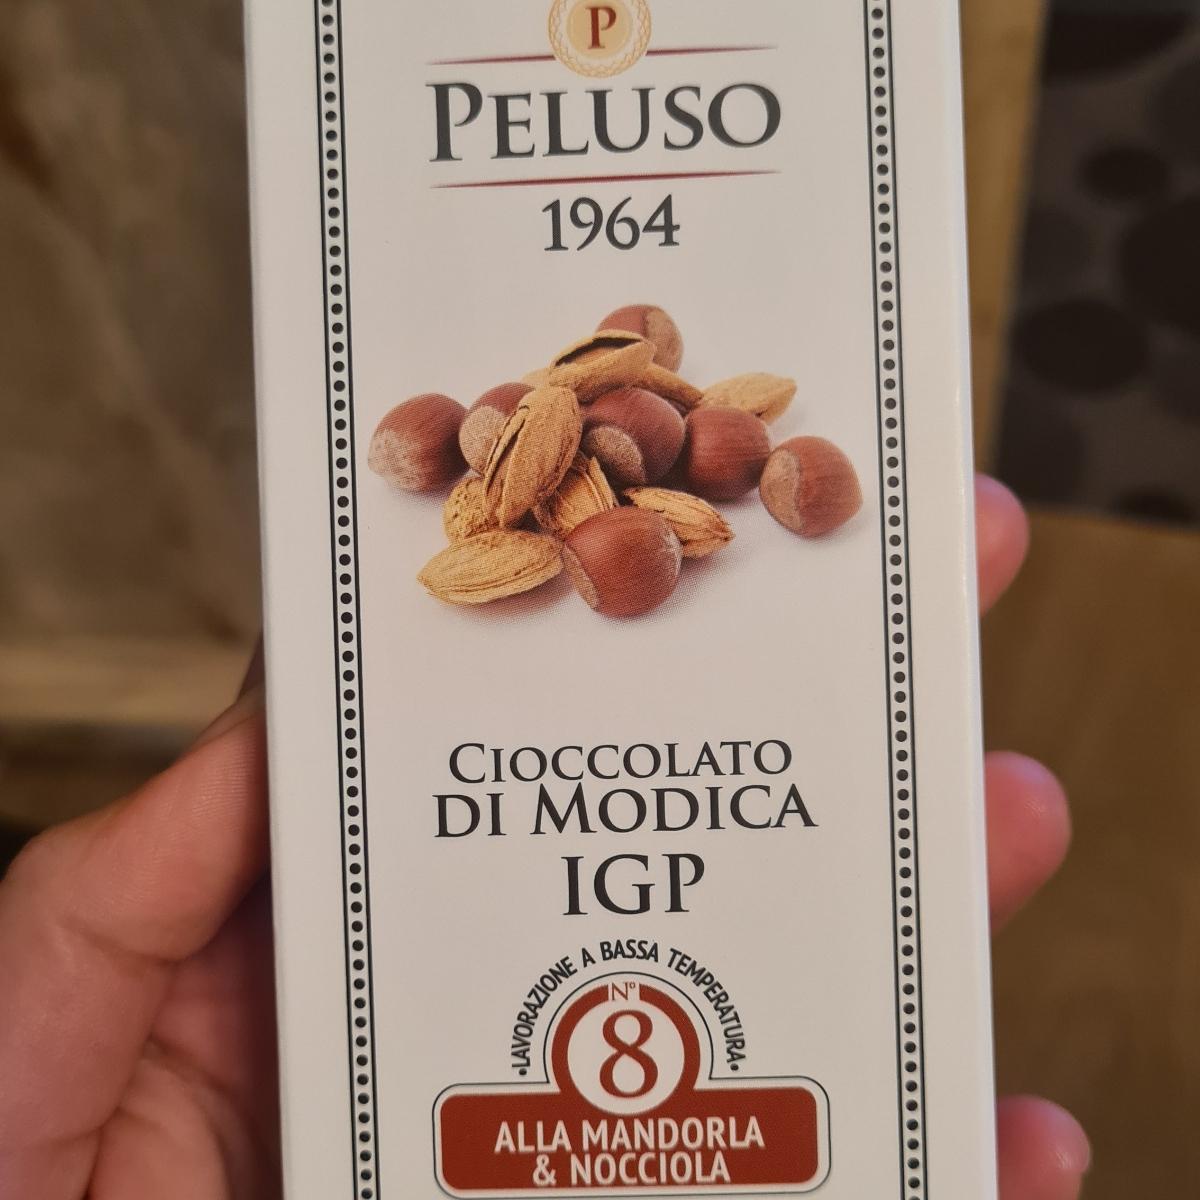 P
PELUSO
1964
CIOCCOLATO
DI MODICA
IGP
•LAVORAZIONE A BASSA TEMPERATURA•
N°
8
ALLA MANDORLA
& NOCCIOLA